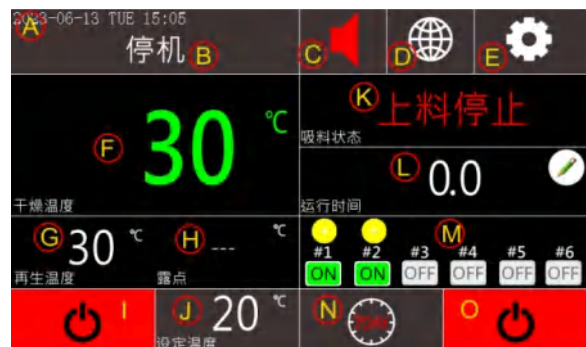 2023-06-13 TUE 15:05
A
停机 B
C
D
E
F 30 ℃
干燥温度
K 上料停止
吸料状态
L 0.0
运行时间
G 30 ℃
再生温度
H --- ℃
露点
M
#1 #2 #3 #4 #5 #6
ON ON OFF OFF OFF OFF
I
J 20 ℃
设定温度
N
O